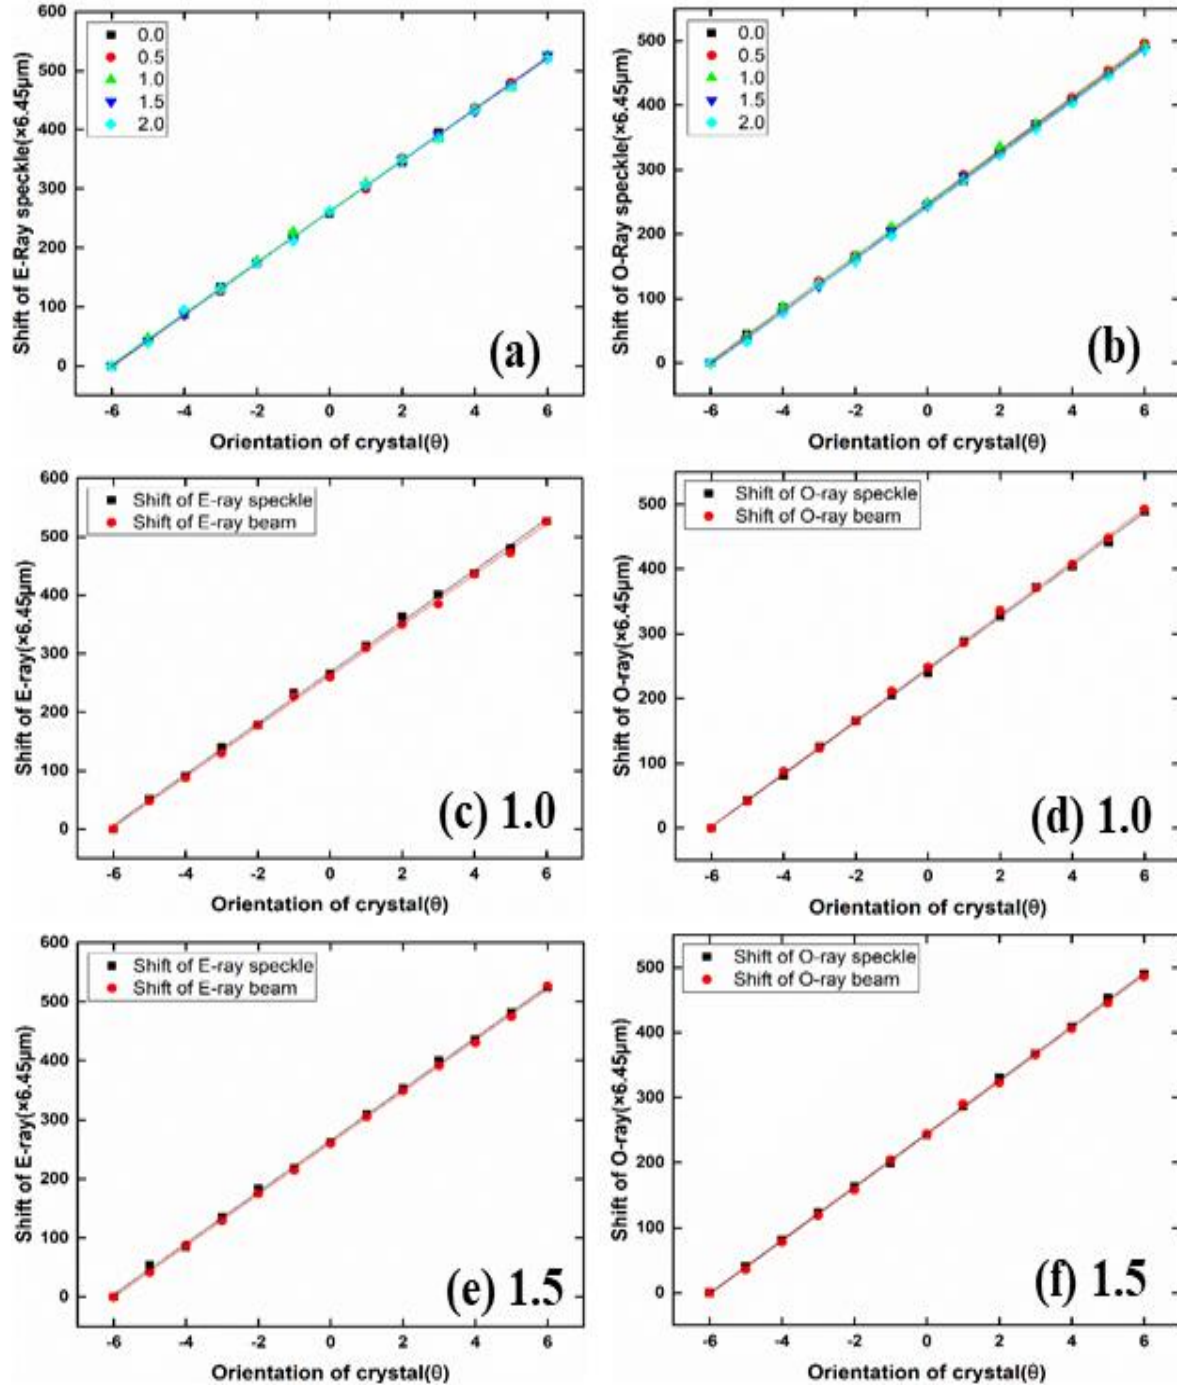 600
500
400
300
200
100
0
0.0
0.5
1.0
1.5
2.0
Shift of E-Ray speckle(×6.45µm)
(a)
-6 -4 -2 0 2 4 6
Orientation of crystal(θ)
500
400
300
200
100
0
0.0
0.5
1.0
1.5
2.0
Shift of O-Ray speckle(×6.45µm)
(b)
-6 -4 -2 0 2 4 6
Orientation of crystal(θ)
600
500
400
300
200
100
0
Shift of E-ray speckle
Shift of E-ray beam
Shift of E-ray(×6.45µm)
(c) 1.0
-6 -4 -2 0 2 4 6
Orientation of crystal(θ)
500
400
300
200
100
0
Shift of O-ray speckle
Shift of O-ray beam
Shift of O-ray(×6.45µm)
(d) 1.0
-6 -4 -2 0 2 4 6
Orientation of crystal(θ)
600
500
400
300
200
100
0
Shift of E-ray speckle
Shift of E-ray beam
Shift of E-ray(×6.45µm)
(e) 1.5
-6 -4 -2 0 2 4 6
Orientation of crystal(θ)
500
400
300
200
100
0
Shift of O-ray speckle
Shift of O-ray beam
Shift of O-ray(×6.45µm)
(f) 1.5
-6 -4 -2 0 2 4 6
Orientation of crystal(θ)